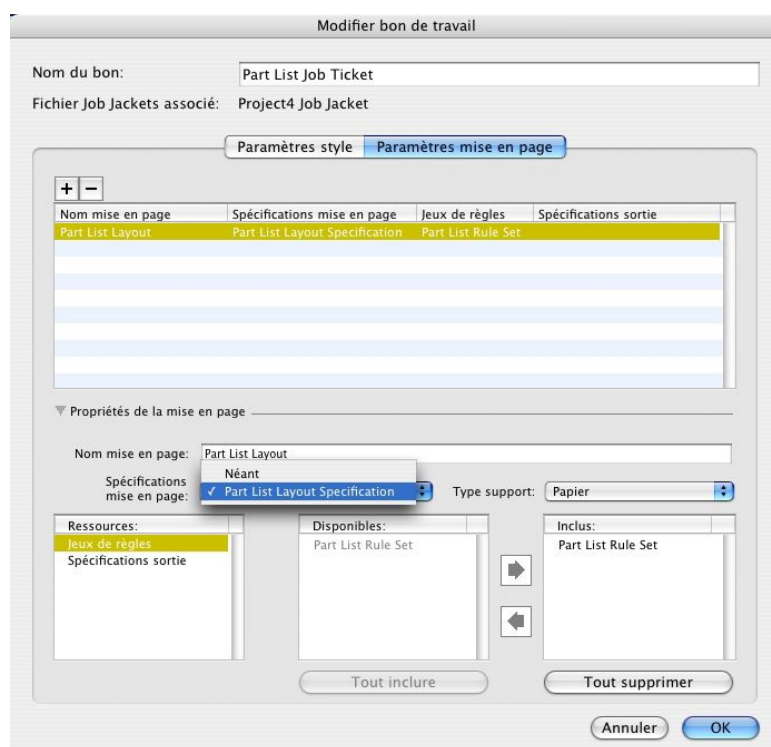 Modifier bon de travail
Nom du bon: Part List Job Ticket
Fichier Job Jackets associé: Project4 Job Jacket
Paramètres style Paramètres mise en page
+ −
Nom mise en page Spécifications mise en page Jeux de règles Spécifications sortie
Part List Layout Part List Layout Specification Part List Rule Set
Propriétés de la mise en page
Nom mise en page: Part List Layout
Néant
Spécifications mise en page: ✓ Part List Layout Specification Type support: Papier
Ressources: Disponibles: Inclus:
Jeux de règles Part List Rule Set Part List Rule Set
Spécifications sortie
Tout inclure Tout supprimer
Annuler OK